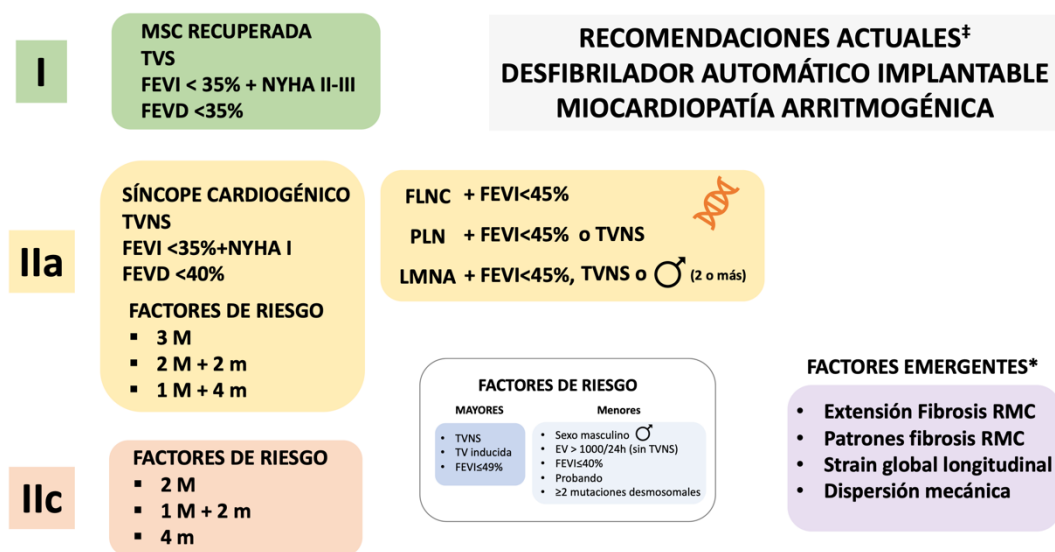 I
MSC RECUPERADA
TVS
FEVI < 35% + NYHA II-III
FEVD <35%
RECOMENDACIONES ACTUALES‡
DESFIBRILADOR AUTOMÁTICO IMPLANTABLE
MIOCARDIOPATÍA ARRITMOGÉNICA
IIa
SÍNCOPE CARDIOGÉNICO
TVNS
FEVI <35%+NYHA I
FEVD <40%
FACTORES DE RIESGO
▪ 3 M
▪ 2 M + 2 m
▪ 1 M + 4 m
FLNC + FEVI<45%
PLN + FEVI<45% o TVNS
LMNA + FEVI<45%, TVNS o ♂ (2 o más)
FACTORES DE RIESGO
MAYORES
• TVNS
• TV inducida
• FEVI≤49%
Menores
• Sexo masculino ♂
• EV > 1000/24h (sin TVNS)
• FEVI≤40%
• Probando
• ≥2 mutaciones desmosomales
FACTORES EMERGENTES*
• Extensión Fibrosis RMC
• Patrones fibrosis RMC
• Strain global longitudinal
• Dispersión mecánica
IIc
FACTORES DE RIESGO
▪ 2 M
▪ 1 M + 2 m
▪ 4 m